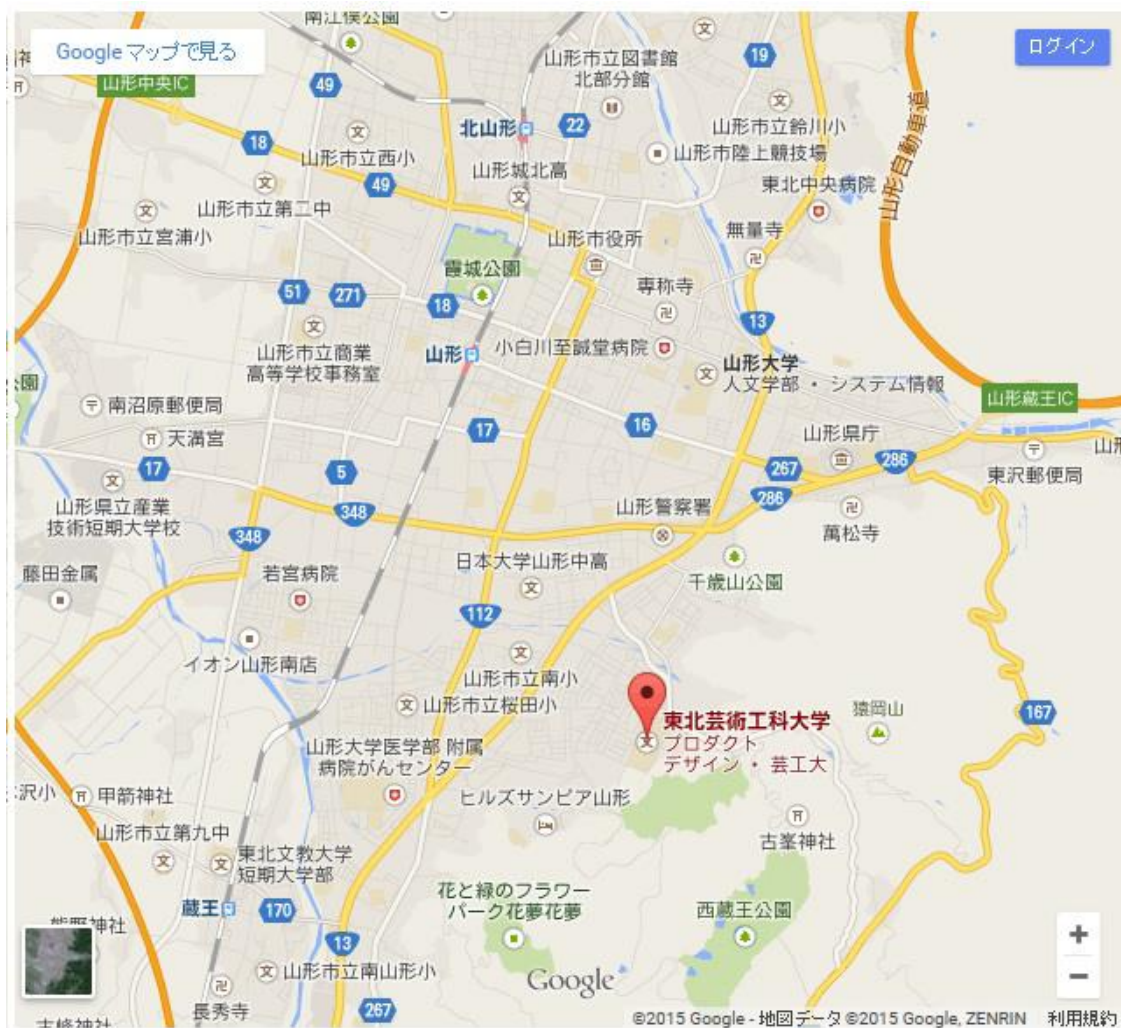 南江俣公園
Google マップで見る
ログイン
山形中央IC
49
山形市立図書館
北部分館
19
18
北山形
22
山形市立鈴川小
山形市立西小
山形市陸上競技場
山形自動車道
49
山形城北高
東北中央病院
山形市立第二中
山形市立宮浦小
山形市役所
無量寺
霞城公園
専称寺
51
271
18
13
山形市立商業
高等学校事務室
山形
小白川至誠堂病院
山形大学
人文学部 ・ システム情報
山形蔵王IC
公園
南沼原郵便局
天満宮
17
16
山形県庁
17
5
267
286
山形
東沢郵便局
山形県立産業
技術短期大学校
348
286
山形警察署
萬松寺
348
日本大学山形中高
千歳山公園
藤田金属
若宮病院
112
イオン山形南店
山形市立南小
山形市立桜田小
東北芸術工科大学
プロダクト
デザイン ・ 芸工大
猿岡山
167
山形大学医学部 附属
病院がんセンター
沢小
甲箭神社
ヒルズサンピア山形
古峯神社
山形市立第九中
東北文教大学
短期大学部
花と緑のフラワー
パーク花夢花夢
西蔵王公園
蔵王
170
熊野神社
13
山形市立南山形小
Google
長秀寺
267
古峰神社
©2015 Google - 地図データ ©2015 Google, ZENRIN
利用規約